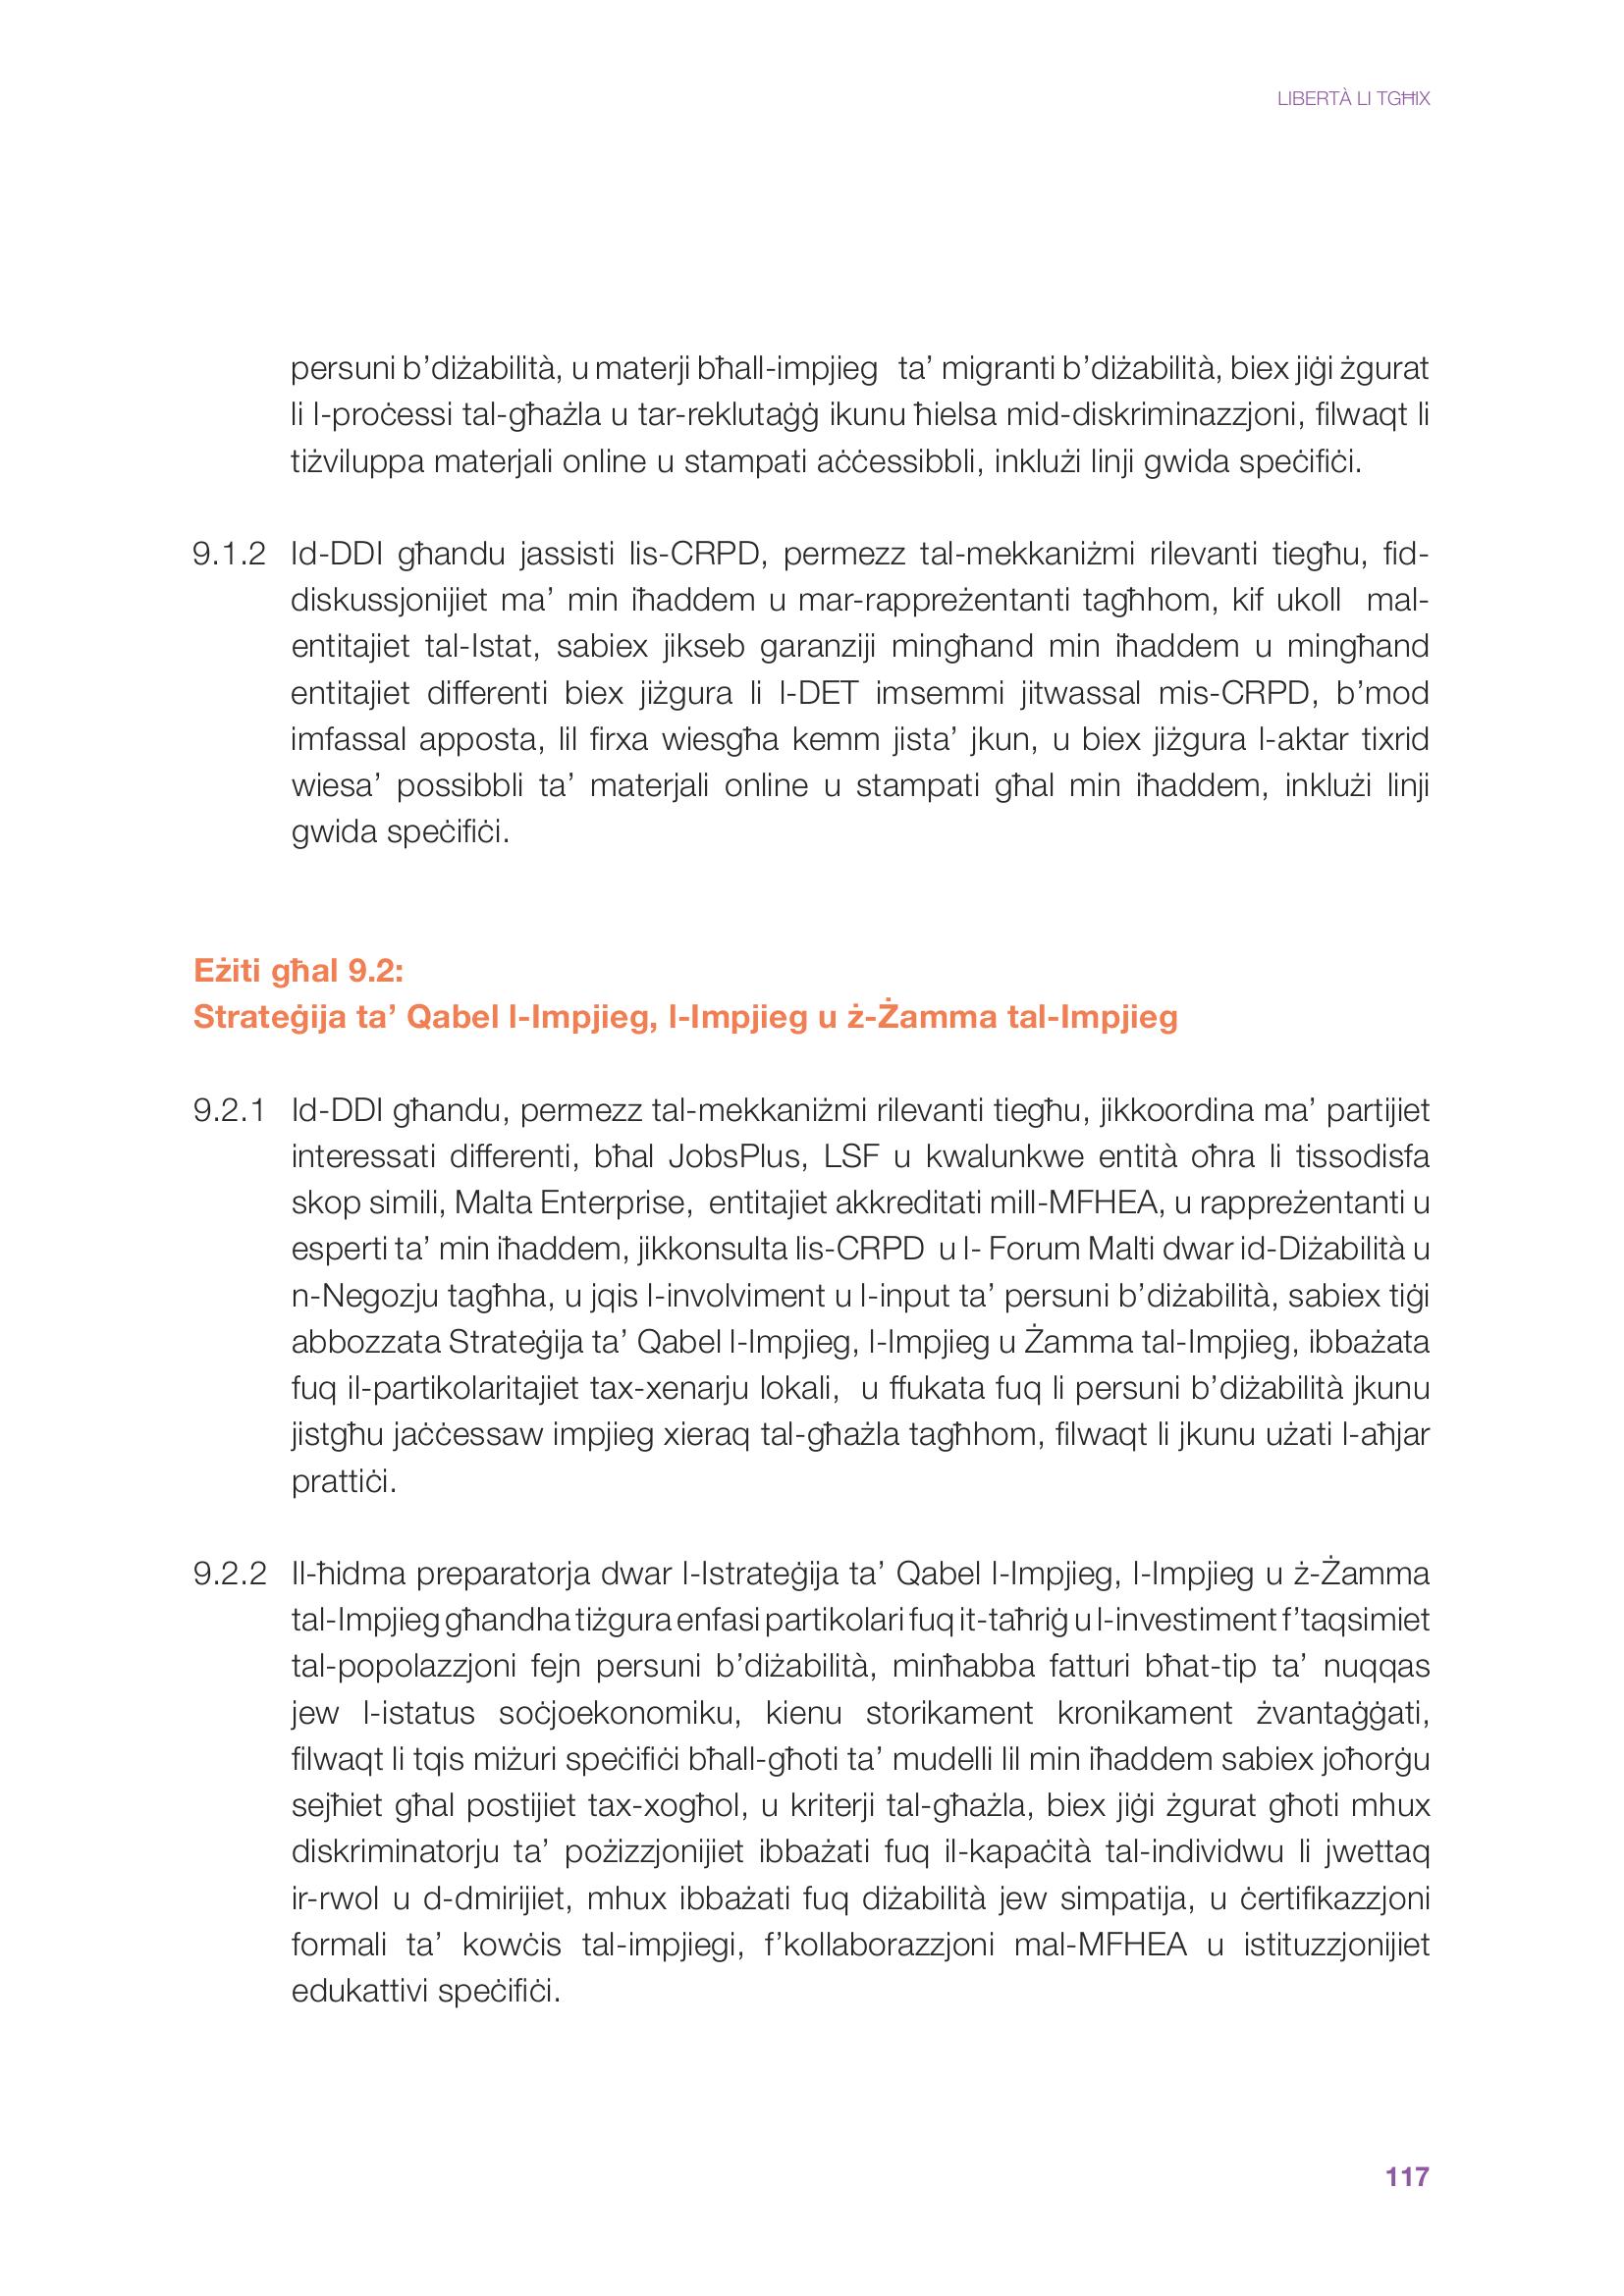 LIBERTÀ LI TGĦIX
persuni b’diżabilità, u materji bħall-impjieg ta’ migranti b’diżabilità, biex jiġi żgurat
li l-proċessi tal-għażla u tar-reklutaġġ ikunu ħielsa mid-diskriminazzjoni, filwaqt li
tiżviluppa materjali online u stampati aċċessibbli, inklużi linji gwida speċifiċi.
9.1.2 Id-DDI għandu jassisti lis-CRPD, permezz tal-mekkaniżmi rilevanti tiegħu, fid-
diskussjonijiet ma’ min iħaddem u mar-rappreżentanti tagħhom, kif ukoll mal-
entitajiet tal-Istat, sabiex jikseb garanziji mingħand min iħaddem u mingħand
entitajiet differenti biex jiżgura li l-DET imsemmi jitwassal mis-CRPD, b’mod
imfassal apposta, lil firxa wiesgħa kemm jista’ jkun, u biex jiżgura l-aktar tixrid
wiesa’ possibbli ta’ materjali online u stampati għal min iħaddem, inklużi linji
gwida speċifiċi.
Eżiti għal 9.2:
Strateġija ta’ Qabel l-Impjieg, l-Impjieg u ż-Żamma tal-Impjieg
9.2.1 Id-DDI għandu, permezz tal-mekkaniżmi rilevanti tiegħu, jikkoordina ma’ partijiet
interessati differenti, bħal JobsPlus, LSF u kwalunkwe entità oħra li tissodisfa
skop simili, Malta Enterprise, entitajiet akkreditati mill-MFHEA, u rappreżentanti u
esperti ta’ min iħaddem, jikkonsulta lis-CRPD u l- Forum Malti dwar id-Diżabilità u
n-Negozju tagħha, u jqis l-involviment u l-input ta’ persuni b’diżabilità, sabiex tiġi
abbozzata Strateġija ta’ Qabel l-Impjieg, l-Impjieg u Żamma tal-Impjieg, ibbażata
fuq il-partikolaritajiet tax-xenarju lokali, u ffukata fuq li persuni b’diżabilità jkunu
jistgħu jaċċessaw impjieg xieraq tal-għażla tagħhom, filwaqt li jkunu użati l-aħjar
prattiċi.
9.2.2 Il-ħidma preparatorja dwar l-Istrateġija ta’ Qabel l-Impjieg, l-Impjieg u ż-Żamma
tal-Impjieg għandha tiżgura enfasi partikolari fuq it-taħriġ u l-investiment f’taqsimiet
tal-popolazzjoni fejn persuni b’diżabilità, minħabba fatturi bħat-tip ta’ nuqqas
jew l-istatus soċjoekonomiku, kienu storikament kronikament żvantaġġati,
filwaqt li tqis miżuri speċifiċi bħall-għoti ta’ mudelli lil min iħaddem sabiex joħorġu
sejħiet għal postijiet tax-xogħol, u kriterji tal-għażla, biex jiġi żgurat għoti mhux
diskriminatorju ta’ pożizzjonijiet ibbażati fuq il-kapaċità tal-individwu li jwettaq
ir-rwol u d-dmirijiet, mhux ibbażati fuq diżabilità jew simpatija, u ċertifikazzjoni
formali ta’ kowċis tal-impjiegi, f’kollaborazzjoni mal-MFHEA u istituzzjonijiet
edukattivi speċifiċi.
117